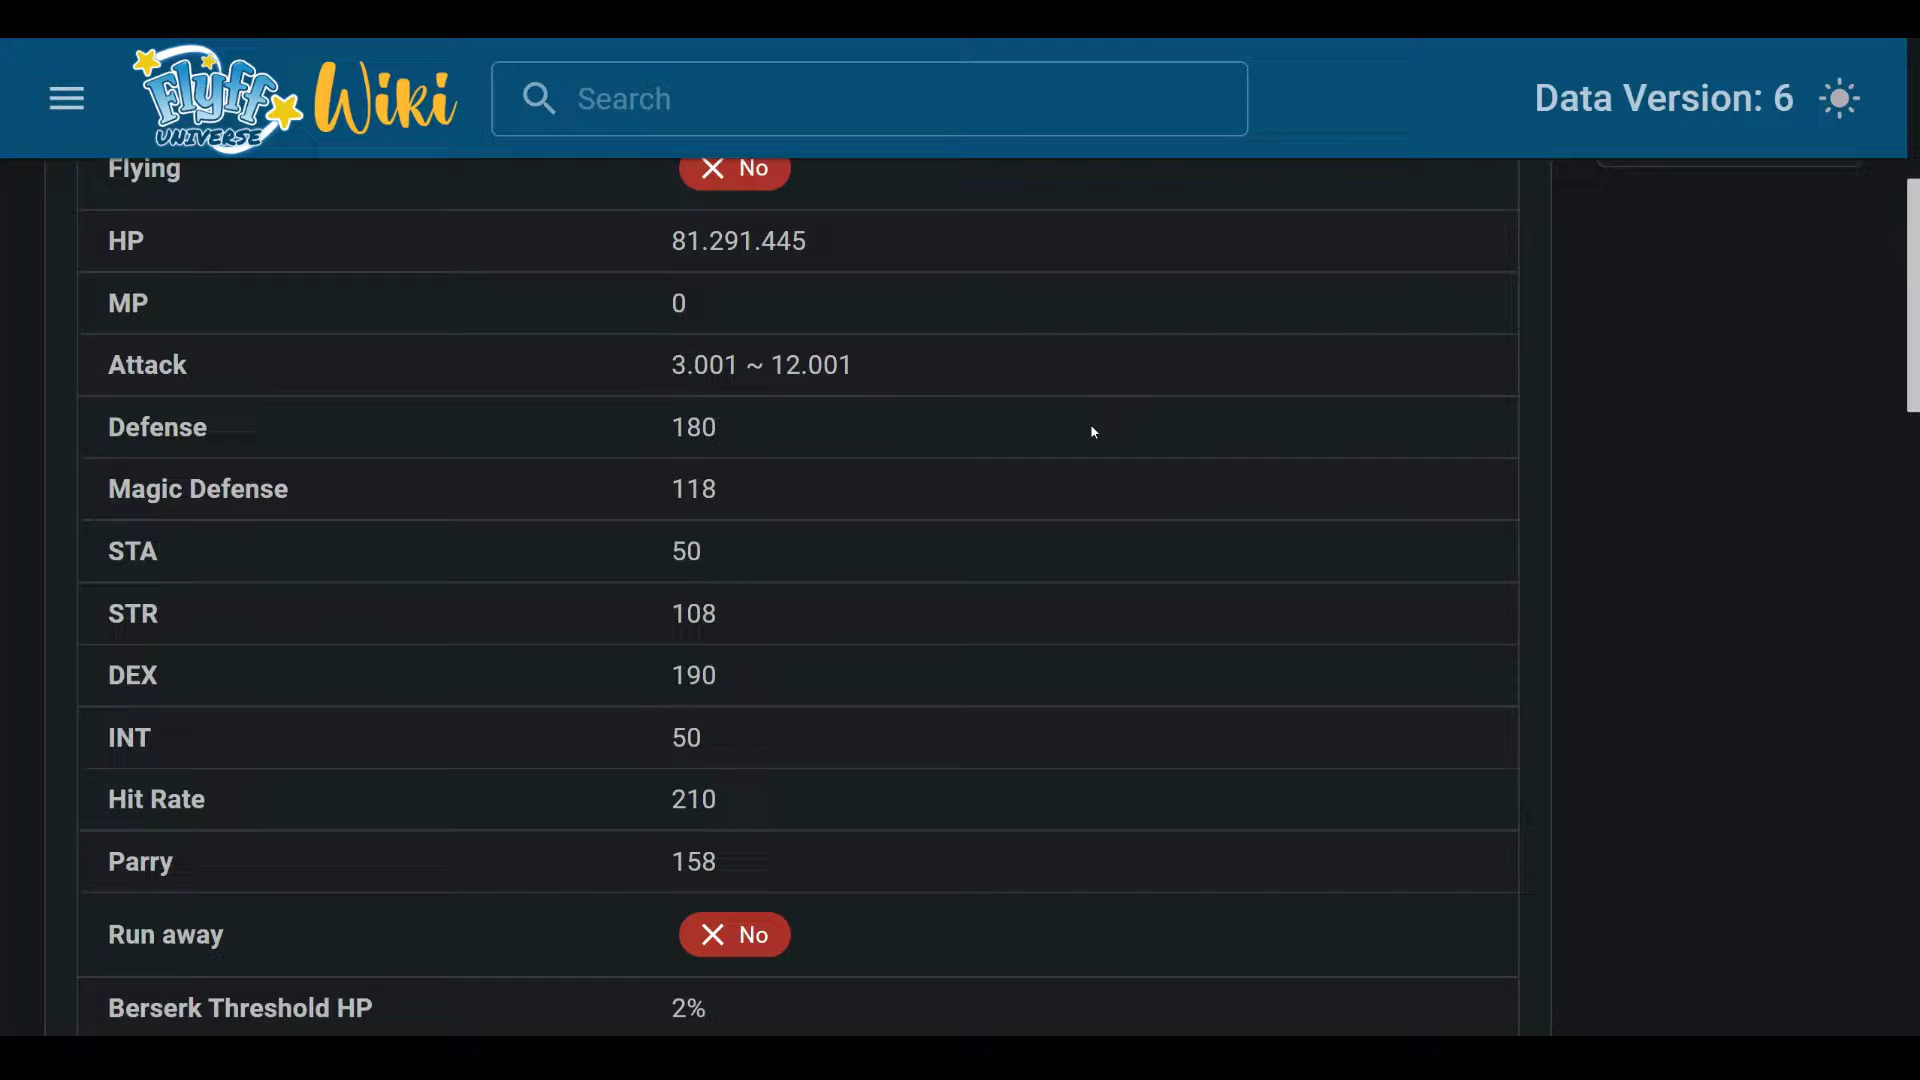 Flyff
UNIVERSE
Wiki
Search
Data Version: 6
Flying No
HP 81.291.445
MP 0
Attack 3.001 ~ 12.001
Defense 180
Magic Defense 118
STA 50
STR 108
DEX 190
INT 50
Hit Rate 210
Parry 158
Run away No
Berserk Threshold HP 2%